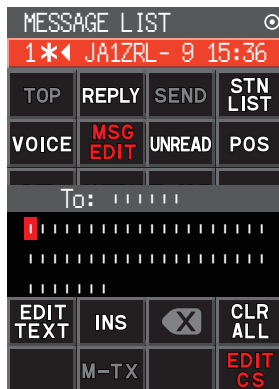 MESSAGE LIST
1 JA1ZRL- 9 15:36
TOP REPLY SEND STN LIST
VOICE MSG EDIT UNREAD POS
To:
EDIT TEXT INS X CLR ALL
M-TX EDIT CS